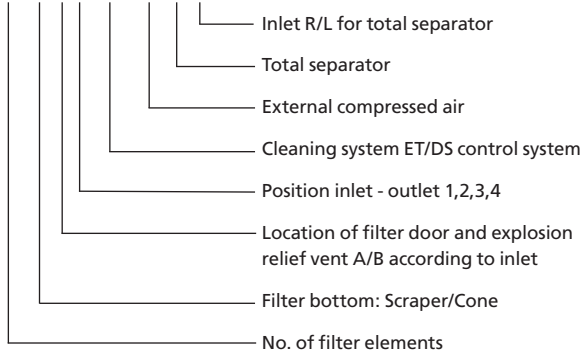 Inlet R/L for total separator
Total separator
External compressed air
Cleaning system ET/DS control system
Position inlet - outlet 1,2,3,4
Location of filter door and explosion
relief vent A/B according to inlet
Filter bottom: Scraper/Cone
No. of filter elements